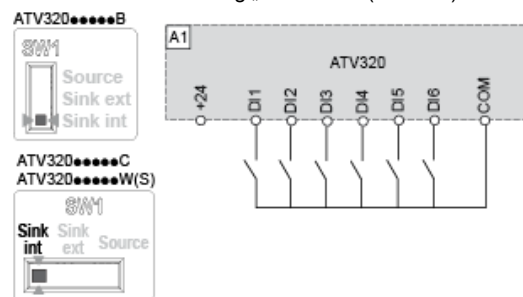 ATV320●●●●●B
SW1
Source
Sink ext
Sink int
A1
ATV320
+24
DI1
DI2
DI3
DI4
DI5
DI6
COM
ATV320●●●●●C
ATV320●●●●●W(S)
SW1
Sink int
Sink ext
Source